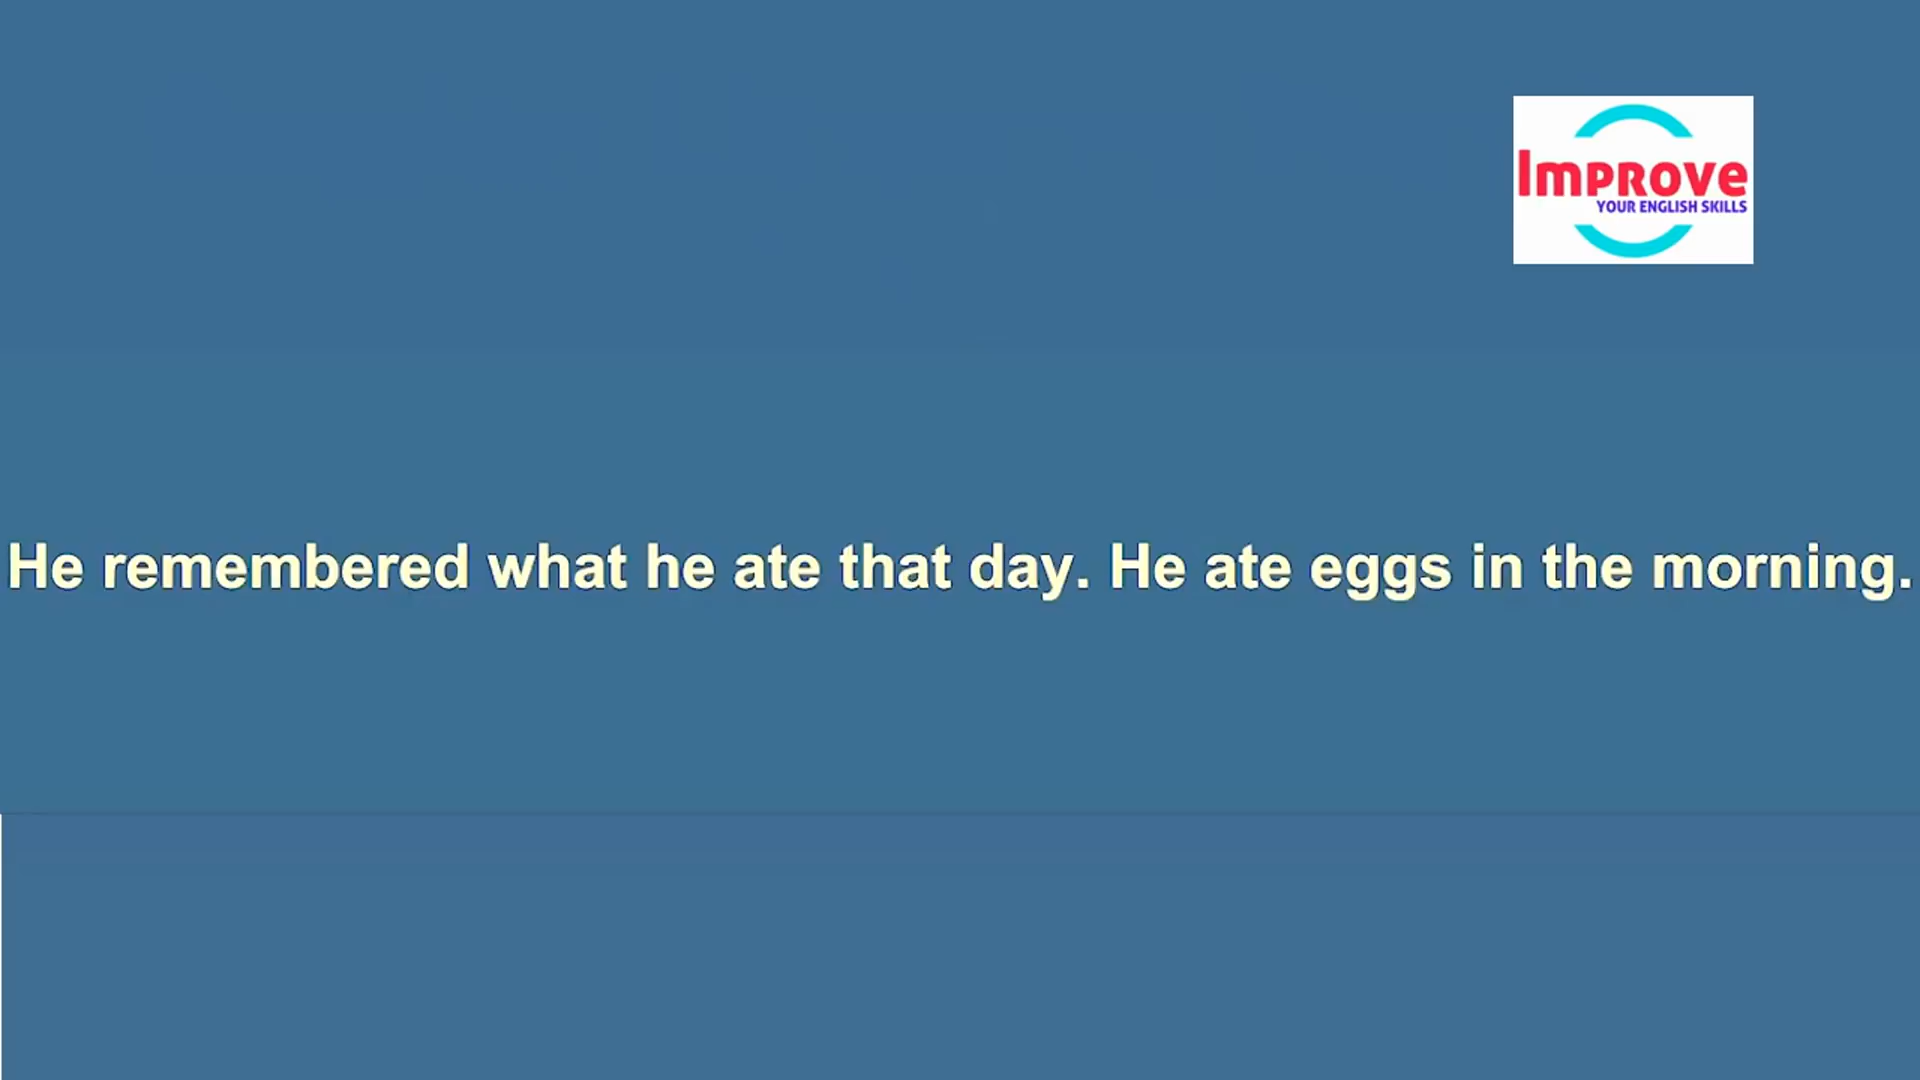 Improve
YOUR ENGLISH SKILLS
He remembered what he ate that day. He ate eggs in the morning.